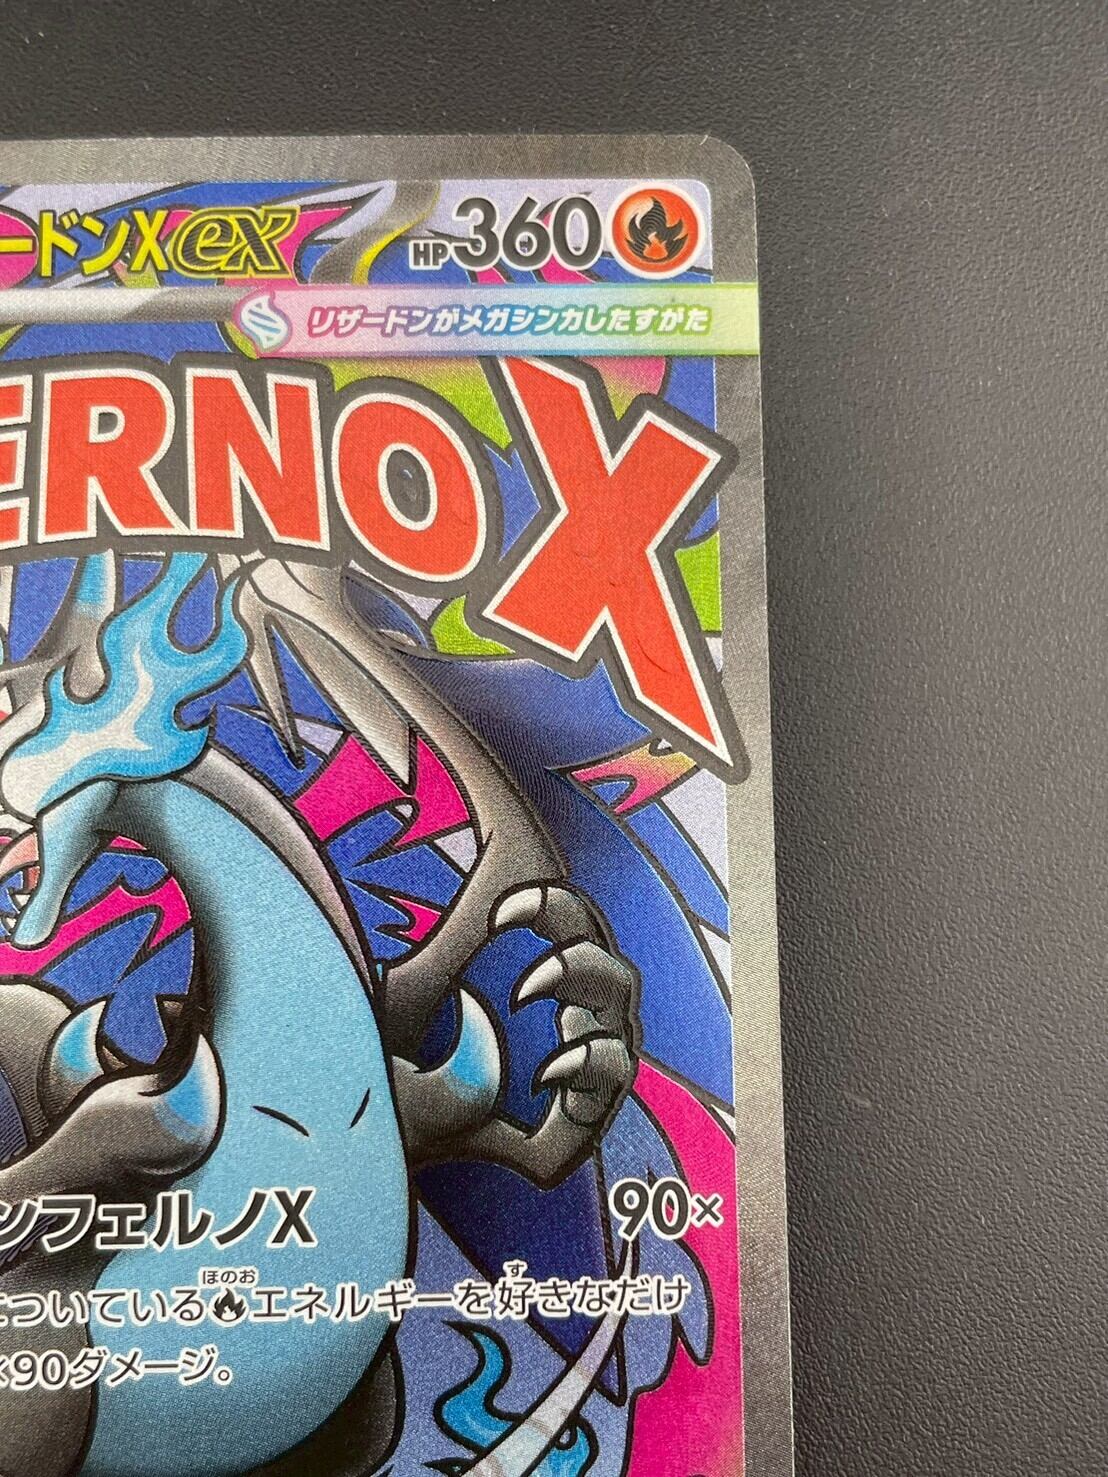 ードンXex HP360
リザードンがメガシンカしたすがた
ERNO X
ンフェルノX 90×
ほのお す
についているエネルギーを好きなだけ
×90ダメージ。